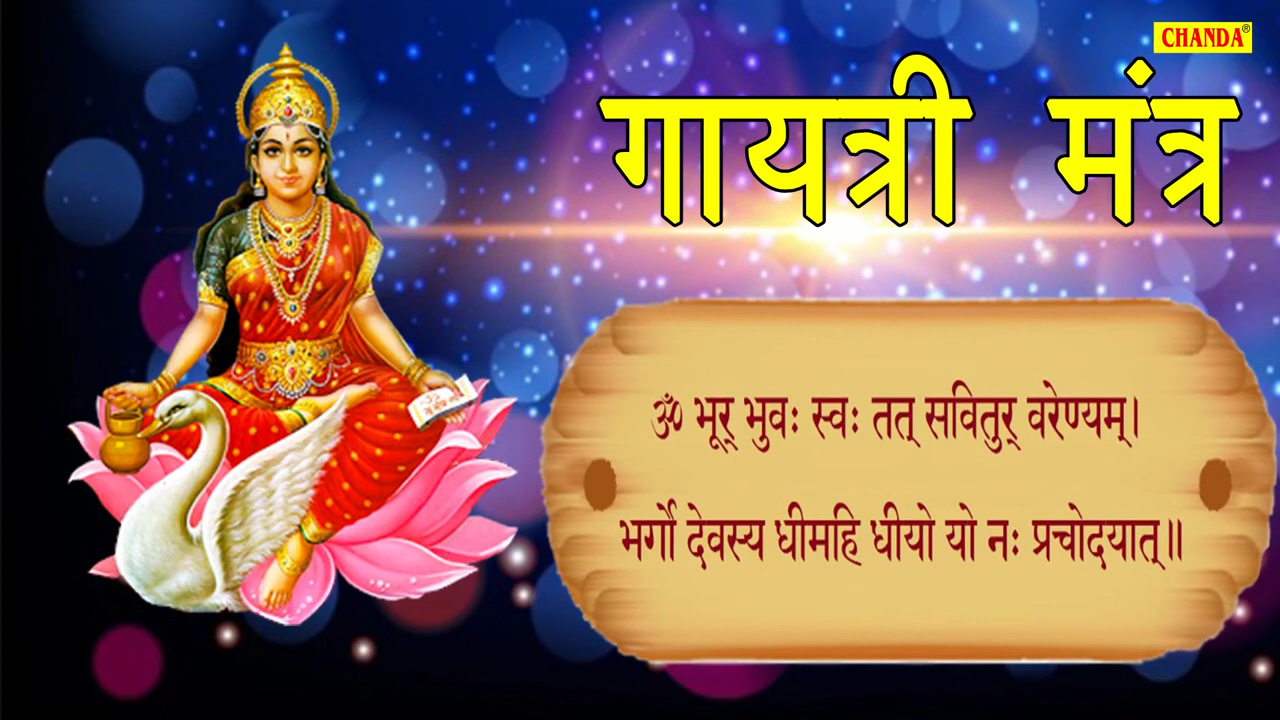 CHANDA®
गायत्री मंत्र
ॐ भूर् भुवः स्वः तत् सवितुर् वरेण्यम्।
भर्गो देवस्य धीमहि धीयो यो नः प्रचोदयात्॥